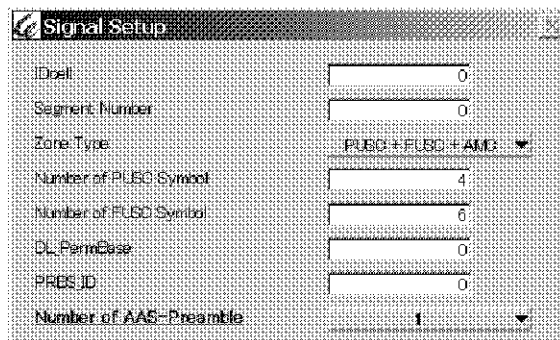 Signal Setup
IDcell 0
Segment Number 0
Zone Type PUSC + FUSC + AMC
Number of PUSC Symbol 4
Number of FUSC Symbol 6
DL_PermBase 0
PRBS_ID 0
Number of AAS-Preamble 1